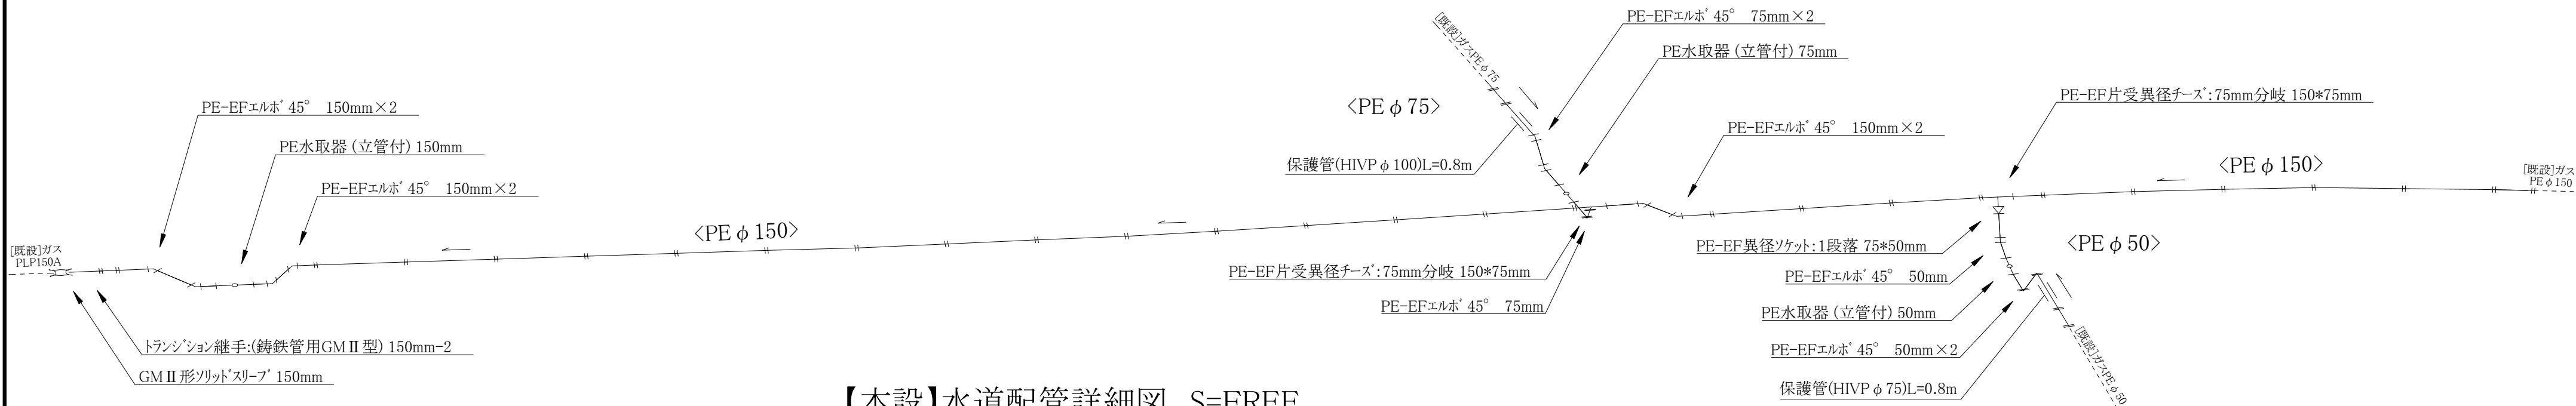 [既設]ガス
PLP150A
PE-EFエルボ45° 150mm×2
PE水取器 (立管付) 150mm
PE-EFエルボ45° 150mm×2
トランジション継手:(鋳鉄管用GMⅡ型) 150mm-2
GMⅡ形ソリッドスリーブ 150mm
<PEφ150>
[既設]ガスPEφ75
<PEφ75>
保護管(HIVPφ100)L=0.8m
PE-EFエルボ45° 75mm×2
PE水取器 (立管付) 75mm
PE-EFエルボ45° 150mm×2
PE-EF片受異径チーズ:75mm分岐 150*75mm
PE-EFエルボ45° 75mm
PE-EF片受異径チーズ:75mm分岐 150*75mm
<PEφ150>
[既設]ガス
PEφ150
PE-EF異径ソケット:1段落 75*50mm
<PEφ50>
PE-EFエルボ45° 50mm
PE水取器 (立管付) 50mm
PE-EFエルボ45° 50mm×2
保護管(HIVPφ75)L=0.8m
[既設]ガスPEφ50
【本設】水道配管詳細図 S=FREE